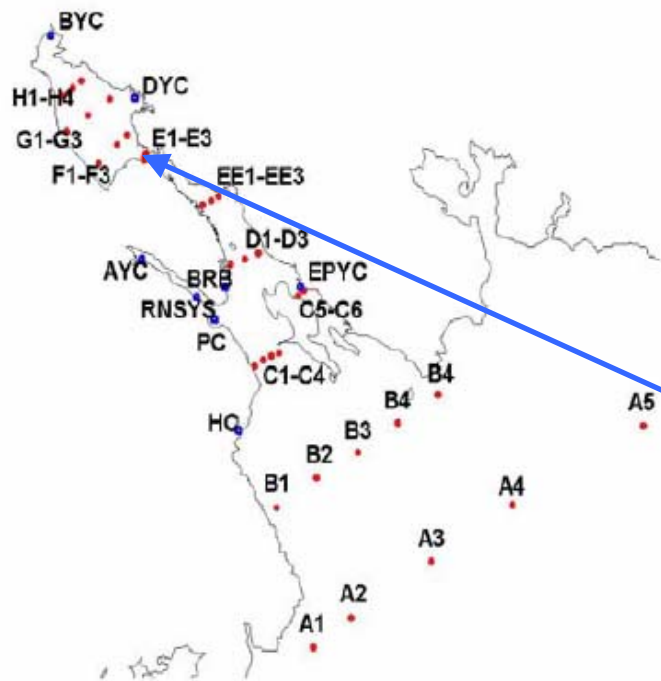 BYC
DYC
H1-H4
G1-G3
E1-E3
F1-F3
EE1-EE3
D1-D3
AYC
BRB
EPYC
RNSYS
C5-C6
PC
C1-C4
B4
B4
A5
HC
B3
B2
B1
A4
A3
A2
A1